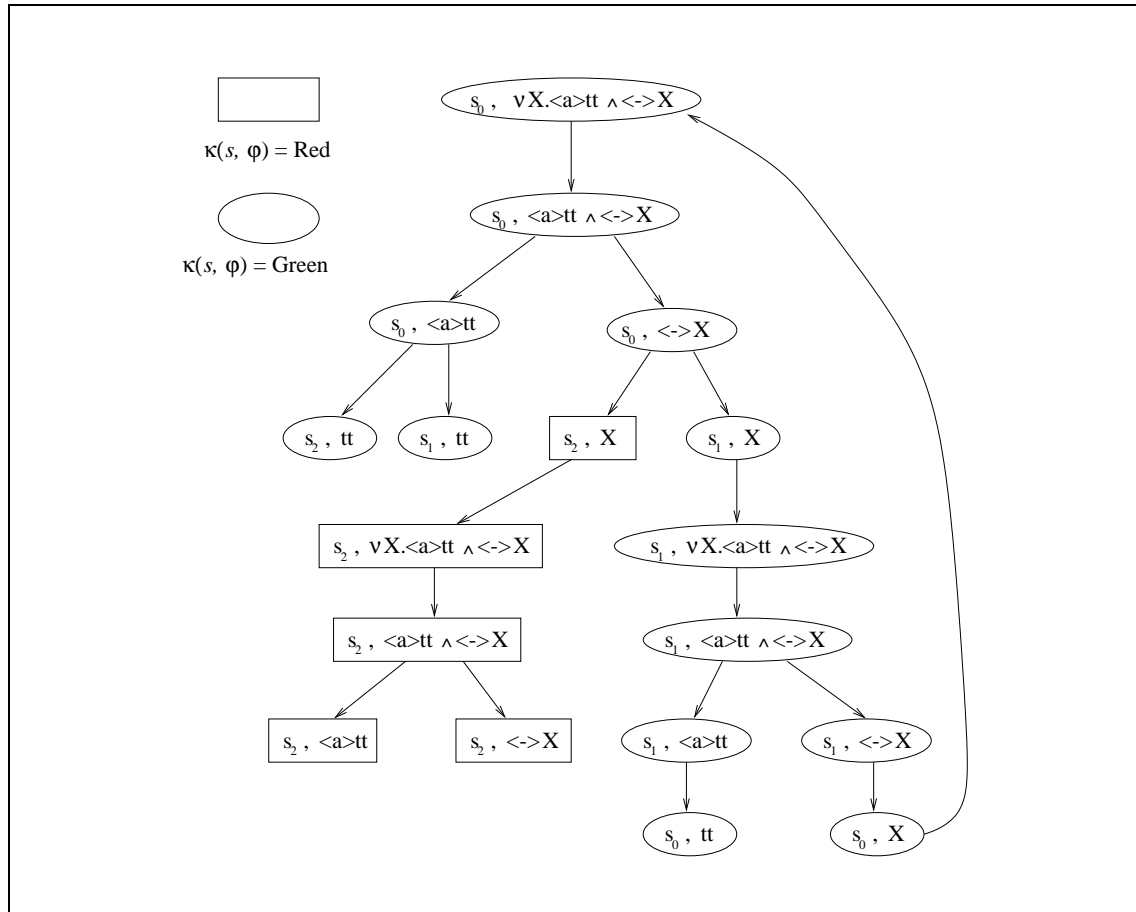 s₀ , νX.<a>tt ∧ <->X
κ(s, φ) = Red
s₀ , <a>tt ∧ <->X
κ(s, φ) = Green
s₀ , <a>tt
s₀ , <->X
s₂ , tt
s₁ , tt
s₂ , X
s₁ , X
s₂ , νX.<a>tt ∧ <->X
s₁ , νX.<a>tt ∧ <->X
s₂ , <a>tt ∧ <->X
s₁ , <a>tt ∧ <->X
s₂ , <a>tt
s₂ , <->X
s₁ , <a>tt
s₁ , <->X
s₀ , tt
s₀ , X